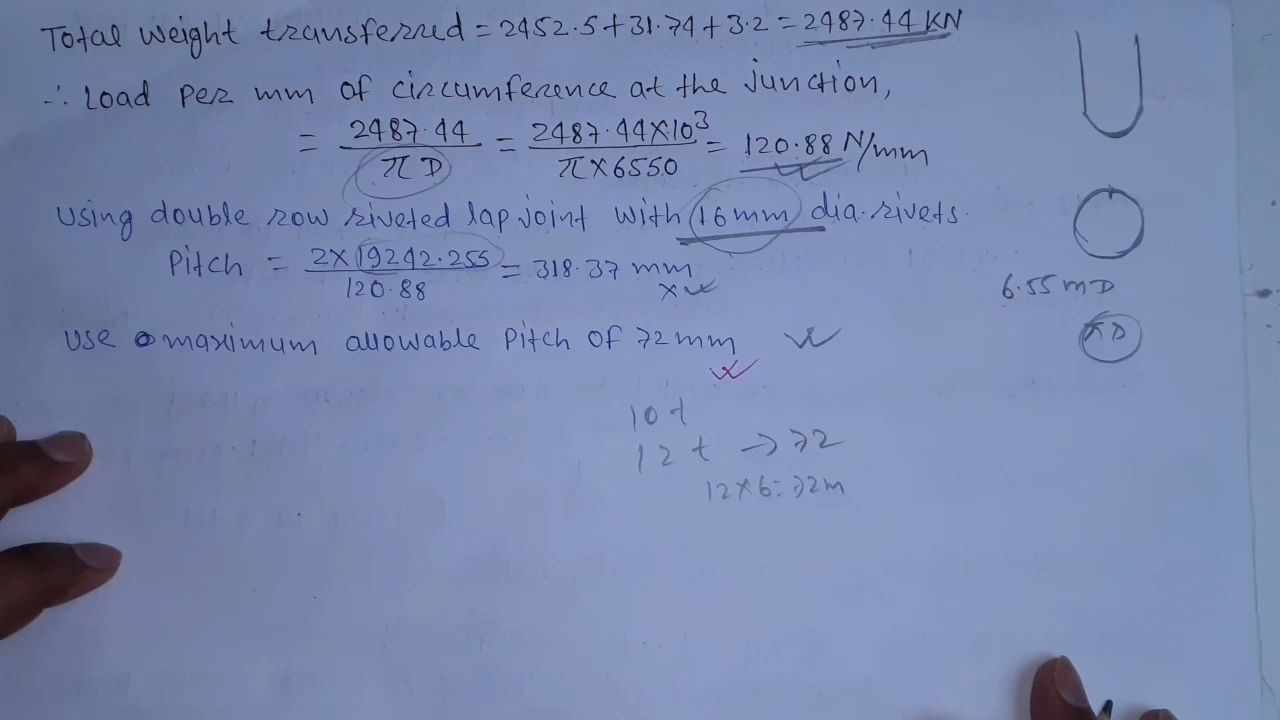 Total weight transferred = 2452.5+31.74+3.2 = 2487.44 KN
∴ Load per mm of circumference at the junction,
= 2487.44 / πD = 2487.44×10³ / π×6550 = 120.88 N/mm
Using double row riveted lap joint with 16mm dia. rivets.
Pitch = 2×19242.255 / 120.88 = 318.37 mm
6.55 m D
πD
Use maximum allowable pitch of 72mm
10t
12t → 72
12×6=72m